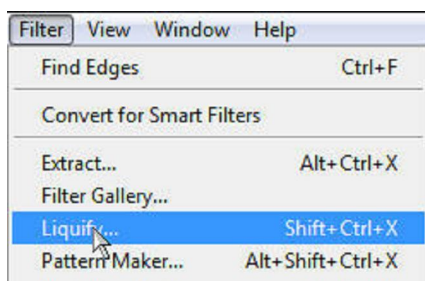 Filter View Window Help
Find Edges Ctrl+F
Convert for Smart Filters
Extract... Alt+Ctrl+X
Filter Gallery...
Liquify... Shift+Ctrl+X
Pattern Maker... Alt+Shift+Ctrl+X